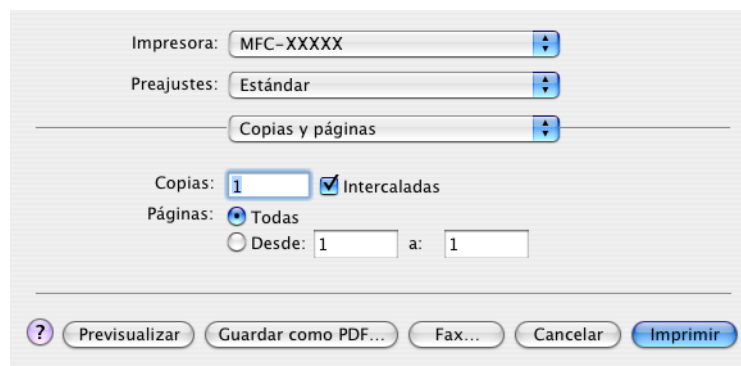 Impresora: MFC-XXXXX
Preajustes: Estándar
Copias y páginas
Copias: 1 Intercaladas
Páginas: Todas
Desde: 1 a: 1
? Previsualizar Guardar como PDF... Fax... Cancelar Imprimir